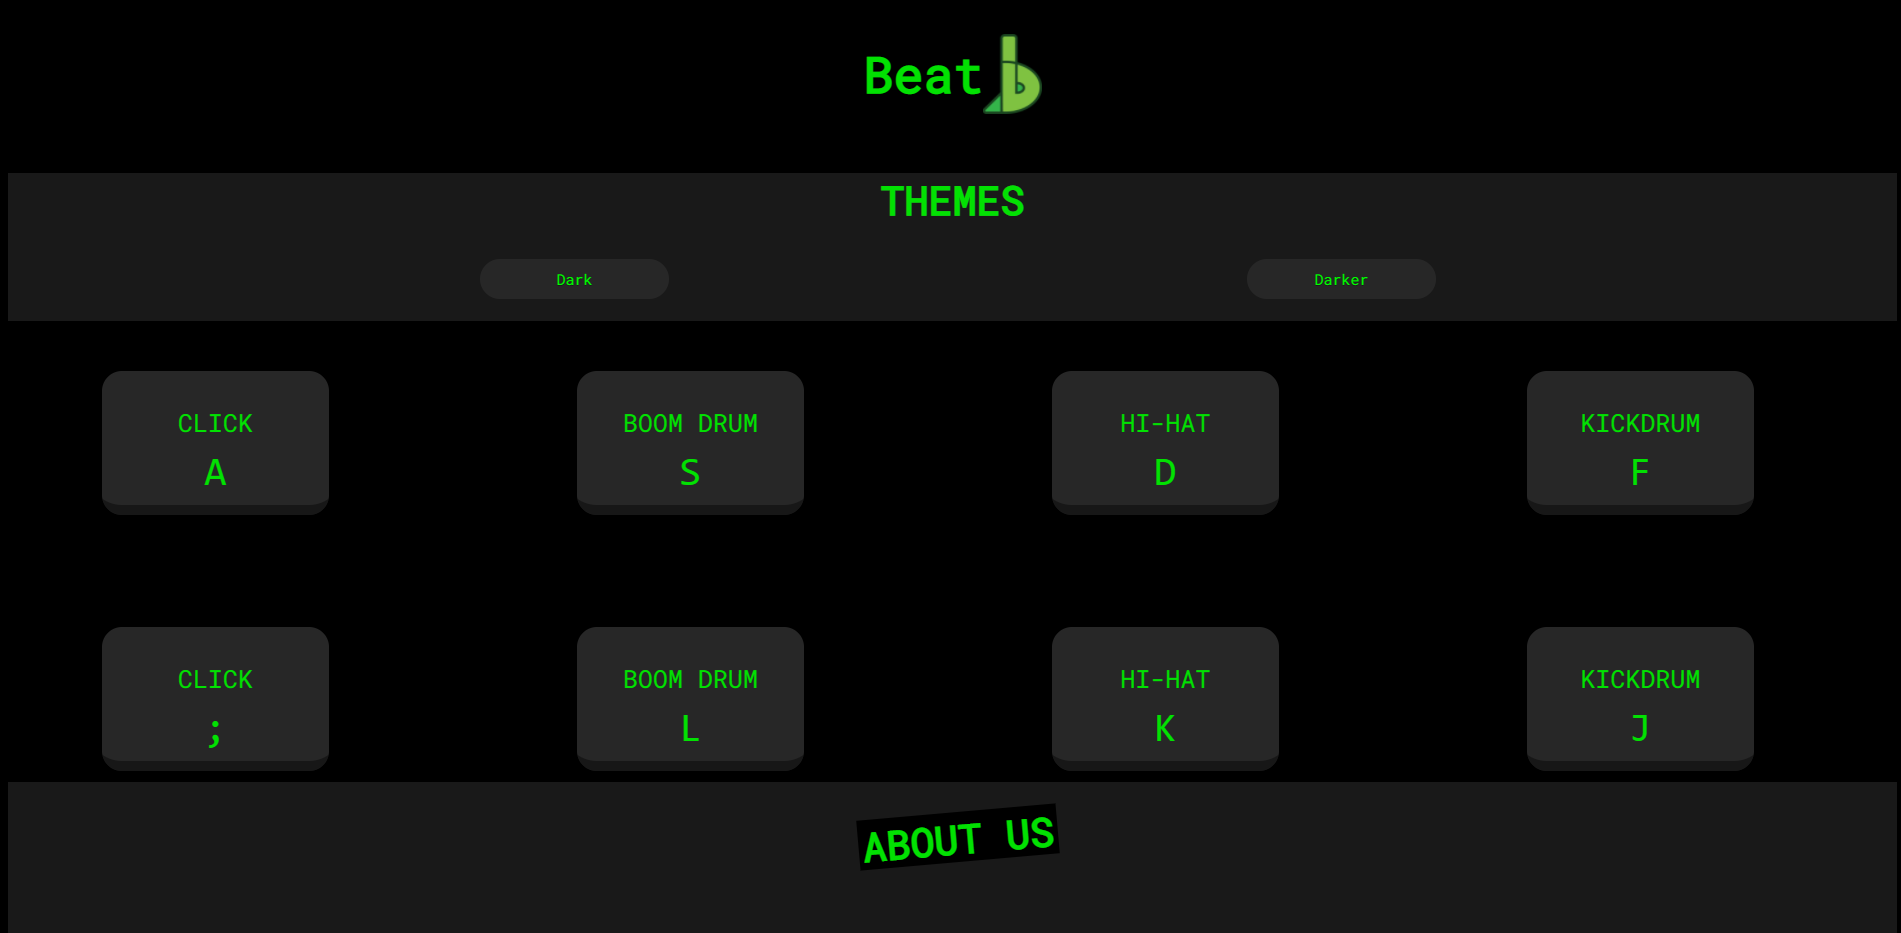 Beat b
THEMES
Dark Darker
CLICK BOOM DRUM HI-HAT KICKDRUM
A S D F
CLICK BOOM DRUM HI-HAT KICKDRUM
; L K J
ABOUT US